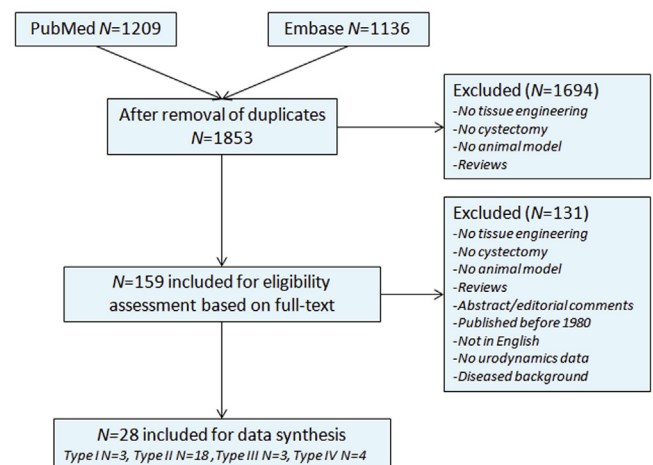 PubMed N=1209
Embase N=1136
After removal of duplicates
N=1853
Excluded (N=1694)
-No tissue engineering
-No cystectomy
-No animal model
-Reviews
Excluded (N=131)
-No tissue engineering
-No cystectomy
-No animal model
-Reviews
-Abstract/editorial comments
-Published before 1980
-Not in English
-No urodynamics data
-Diseased background
N=159 included for eligibility
assessment based on full-text
N=28 included for data synthesis
Type I N=3, Type II N=18 ,Type III N=3, Type IV N=4